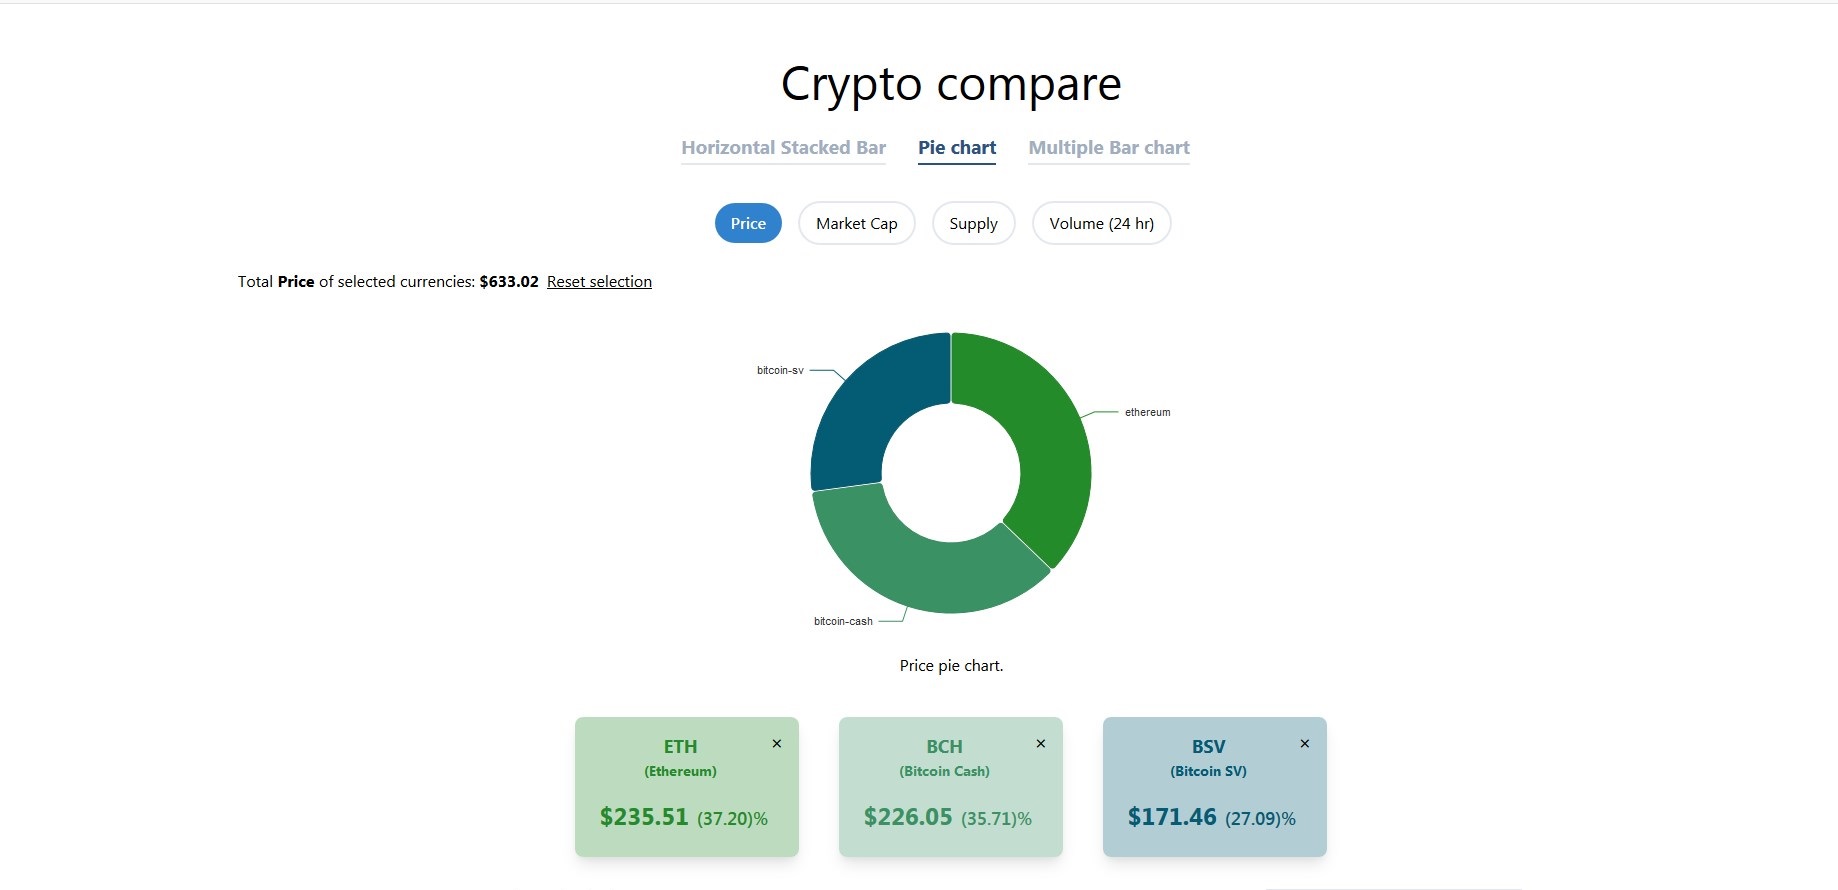 Crypto compare
Horizontal Stacked Bar Pie chart Multiple Bar chart
Price Market Cap Supply Volume (24 hr)
Total Price of selected currencies: $633.02 Reset selection
bitcoin-sv
ethereum
bitcoin-cash
Price pie chart.
ETH ×
(Ethereum)
$235.51 (37.20)%
BCH ×
(Bitcoin Cash)
$226.05 (35.71)%
BSV ×
(Bitcoin SV)
$171.46 (27.09)%